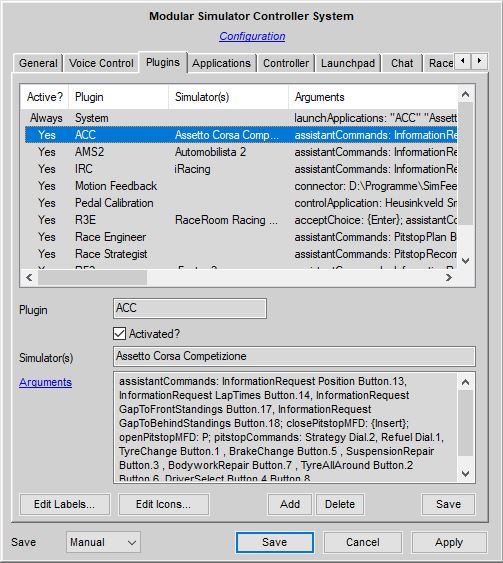 Modular Simulator Controller System
Configuration
General Voice Control Plugins Applications Controller Launchpad Chat Race
Active? Plugin Simulator(s) Arguments
Always System launchApplications: "ACC" "Asset
Yes ACC Assetto Corsa Comp... assistantCommands: InformationRe
Yes AMS2 Automobilista 2 assistantCommands: InformationRe
Yes IRC iRacing assistantCommands: InformationRe
Yes Motion Feedback connector: D:\Programme\SimFee
Yes Pedal Calibration controlApplication: Heusinkveld Sm
Yes R3E RaceRoom Racing ... acceptChoice: {Enter}; assistantCo
Yes Race Engineer assistantCommands: PitstopPlan B
Yes Race Strategist assistantCommands: PitstopRecom
Yes
Plugin ACC
Activated?
Simulator(s) Assetto Corsa Competizione
Arguments assistantCommands: InformationRequest Position Button.13,
InformationRequest LapTimes Button.14, InformationRequest
GapToFrontStandings Button.17, InformationRequest
GapToBehindStandings Button.18; closePitstopMFD: {Insert};
openPitstopMFD: P; pitstopCommands: Strategy Dial.2, Refuel Dial.1,
TyreChange Button.1 , BrakeChange Button.5 , SuspensionRepair
Button.3 , BodyworkRepair Button.7 , TyreAllAround Button.2
Button.6, DriverSelect Button.4 Button.8
Edit Labels... Edit Icons... Add Delete Save
Save Manual Save Cancel Apply